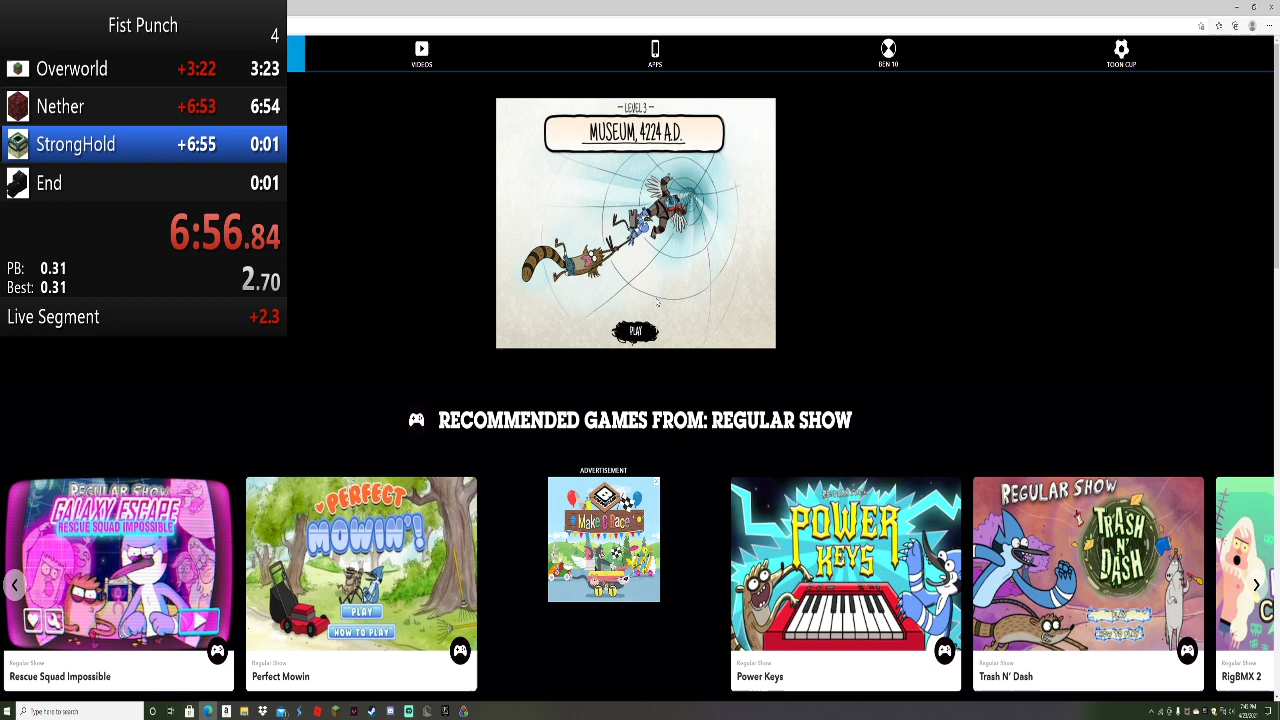 Fist Punch
4
Overworld +3:22 3:23
Nether +6:53 6:54
StrongHold +6:55 0:01
End 0:01
6:56.84
PB: 0.31
Best: 0.31
2.70
Live Segment +2.3
VIDEOS
APPS
BEN 10
TOON CUP
— LEVEL 3 —
MUSEUM, 4224 A.D.
PLAY
RECOMMENDED GAMES FROM: REGULAR SHOW
ADVERTISEMENT
REGULAR SHOW
GALAXY ESCAPE
RESCUE SQUAD IMPOSSIBLE
Regular Show
Rescue Squad Impossible
PERFECT
MOWIN'!
PLAY
HOW TO PLAY
Regular Show
Perfect Mowin
Make & Race
POWER
KEYS
Regular Show
Power Keys
REGULAR SHOW
TRASH
N'
DASH
Regular Show
Trash N' Dash
Regular Show
RigBMX 2
Type here to search
7:45 PM